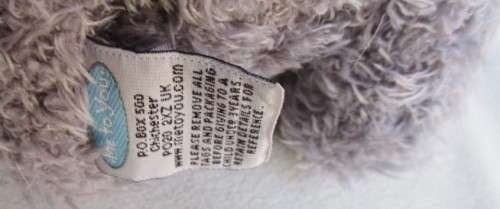 me to you.
P.O. BOX 500
Chichester
PO20 2XZ UK
www.metoyou.com
PLEASE REMOVE ALL
TAGS AND PACKAGING
BEFORE GIVING TO A
CHILD UNDER 3 YEARS.
RETAIN DETAILS FOR
REFERENCE.